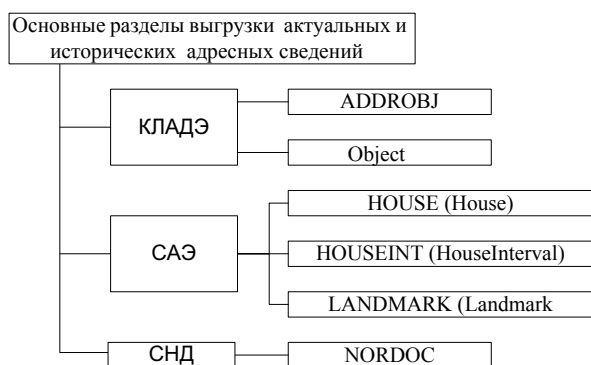 Основные разделы выгрузки актуальных и
исторических адресных сведений
КЛАДЭ
ADDROBJ
Object
САЭ
HOUSE (House)
HOUSEINT (HouseInterval)
LANDMARK (Landmark
СНД
NORDOC